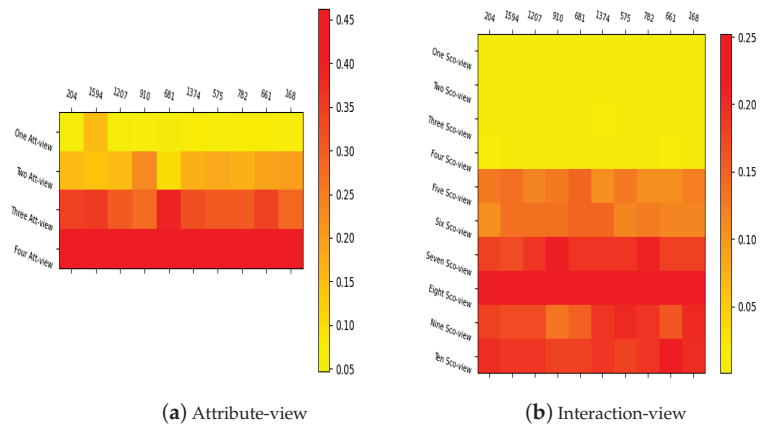 204 1594 1207 910 681 1374 575 782 661 168
One Att-view
Two Att-view
Three Att-view
Four Att-view
0.45
0.40
0.35
0.30
0.25
0.20
0.15
0.10
0.05
(a) Attribute-view
204 1594 1207 910 681 1374 575 782 661 168
One Sco-view
Two Sco-view
Three Sco-view
Four Sco-view
Five Sco-view
Six Sco-view
Seven Sco-view
Eight Sco-view
Nine Sco-view
Ten Sco-view
0.25
0.20
0.15
0.10
0.05
(b) Interaction-view